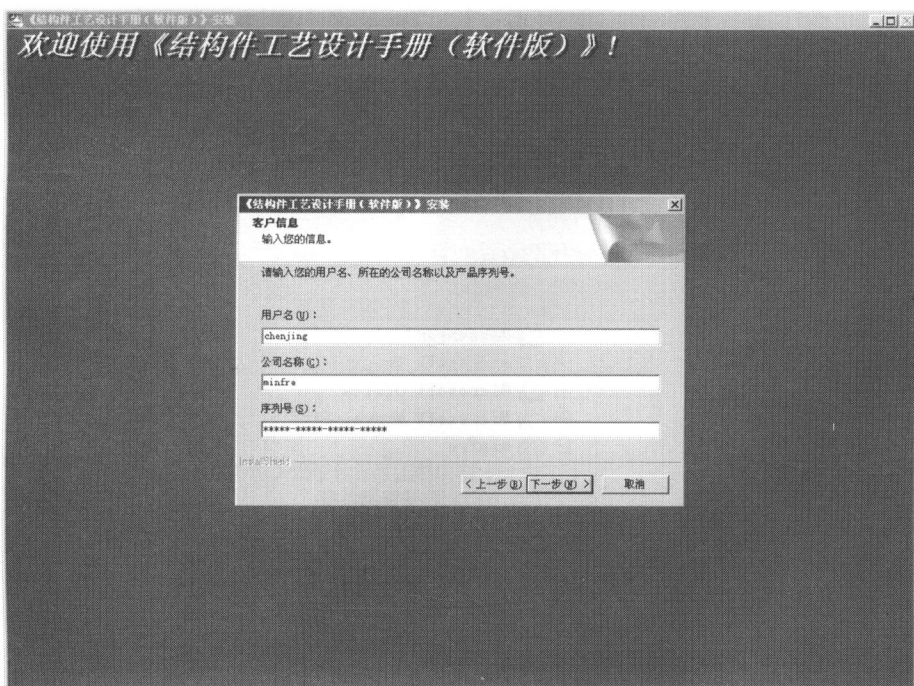 《结构件工艺设计手册（软件版）》安装
欢迎使用《结构件工艺设计手册（软件版）》！
《结构件工艺设计手册（软件版）》安装
客户信息
输入您的信息。
请输入您的用户名、所在的公司名称以及产品序列号。
用户名(U)：
chenjing
公司名称(C)：
minfre
序列号(S)：
*****-*****-*****-*****
InstallShield
< 上一步(B) 下一步(N) > 取消